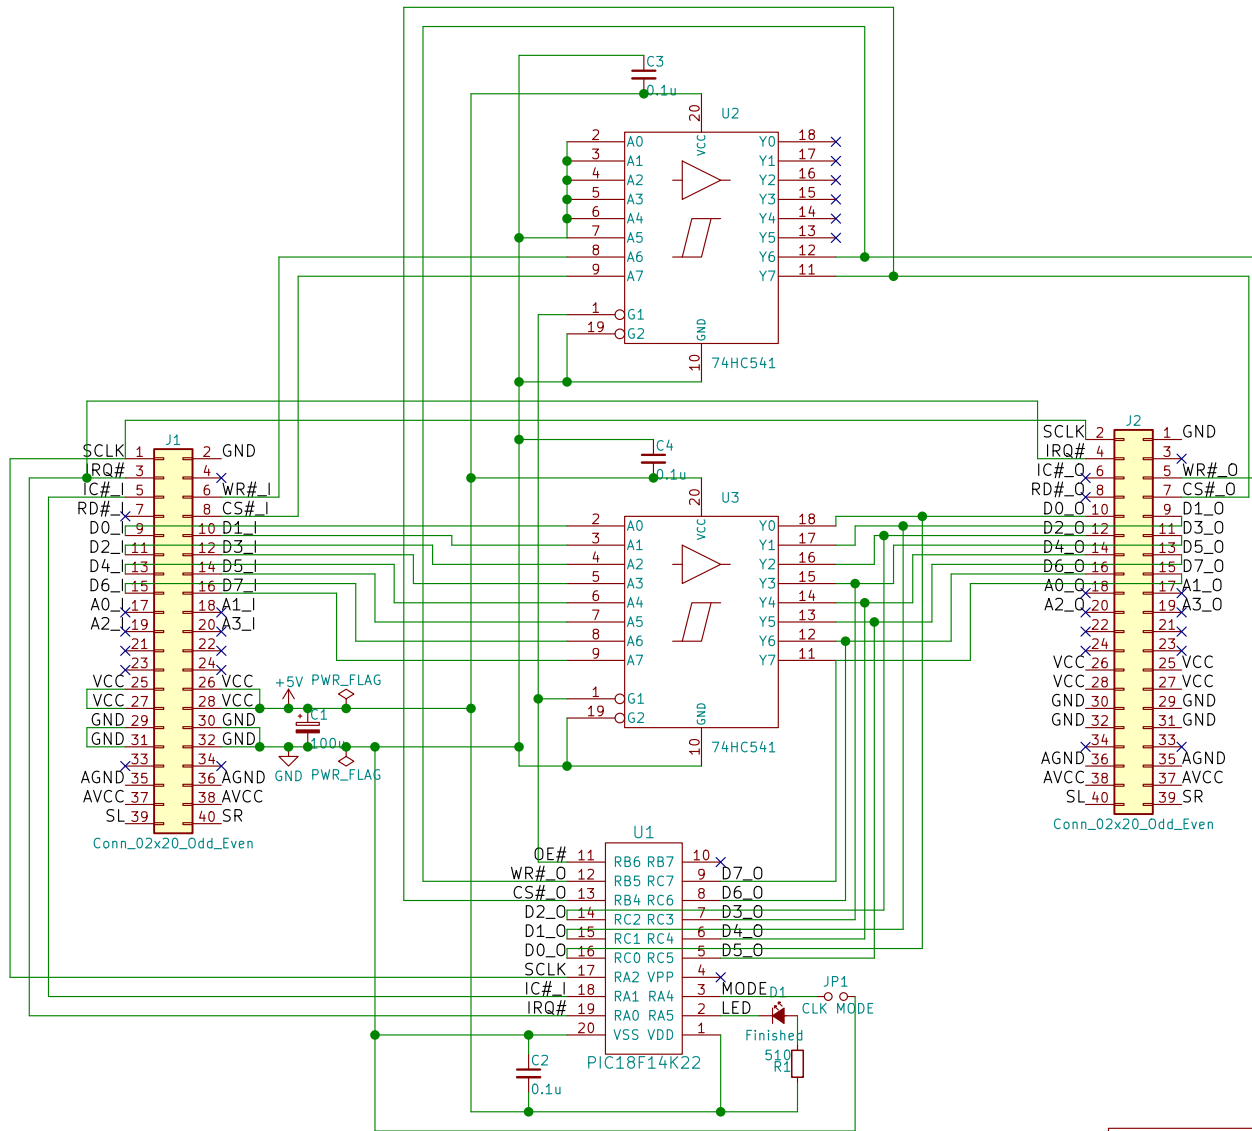 C3
0.1u
U2
20
VCC
2 A0 Y0 18
3 A1 Y1 17
4 A2 Y2 16
5 A3 Y3 15
6 A4 Y4 14
7 A5 Y5 13
8 A6 Y6 12
9 A7 Y7 11
1 G1
19 G2
GND
10
74HC541
C4
0.1u
U3
20
VCC
2 A0 Y0 18
3 A1 Y1 17
4 A2 Y2 16
5 A3 Y3 15
6 A4 Y4 14
7 A5 Y5 13
8 A6 Y6 12
9 A7 Y7 11
1 G1
19 G2
GND
10
74HC541
J1
SCLK 1 2 GND
IRQ# 3 4
IC#_I 5 6 WR#_I
RD#_I 7 8 CS#_I
D0_I 9 10 D1_I
D2_I 11 12 D3_I
D4_I 13 14 D5_I
D6_I 15 16 D7_I
A0_I 17 18 A1_I
A2_I 19 20 A3_I
21 22
23 24
VCC 25 26 VCC
VCC 27 28 VCC
GND 29 30 GND
GND 31 32 GND
33 34
AGND 35 36 AGND
AVCC 37 38 AVCC
SL 39 40 SR
Conn_02x20_Odd_Even
+5V
PWR_FLAG
C1
100u
GND
PWR_FLAG
J2
SCLK 2 1 GND
IRQ# 4 3
IC#_O 6 5 WR#_O
RD#_O 8 7 CS#_O
D0_O 10 9 D1_O
D2_O 12 11 D3_O
D4_O 14 13 D5_O
D6_O 16 15 D7_O
A0_O 18 17 A1_O
A2_O 20 19 A3_O
22 21
24 23
VCC 26 25 VCC
VCC 28 27 VCC
GND 30 29 GND
GND 32 31 GND
34 33
AGND 36 35 AGND
AVCC 38 37 AVCC
SL 40 39 SR
Conn_02x20_Odd_Even
U1
OE# 11 RB6 RB7 10
WR#_O 12 RB5 RC7 9 D7_O
CS#_O 13 RB4 RC6 8 D6_O
D2_O 14 RC2 RC3 7 D3_O
D1_O 15 RC1 RC4 6 D4_O
D0_O 16 RC0 RC5 5 D5_O
SCLK 17 RA2 VPP 4
IC#_I 18 RA1 RA4 3 MODE
IRQ# 19 RA0 RA5 2 LED
20 VSS VDD 1
PIC18F14K22
JP1
CLK MODE
D1
Finished
510
R1
C2
0.1u